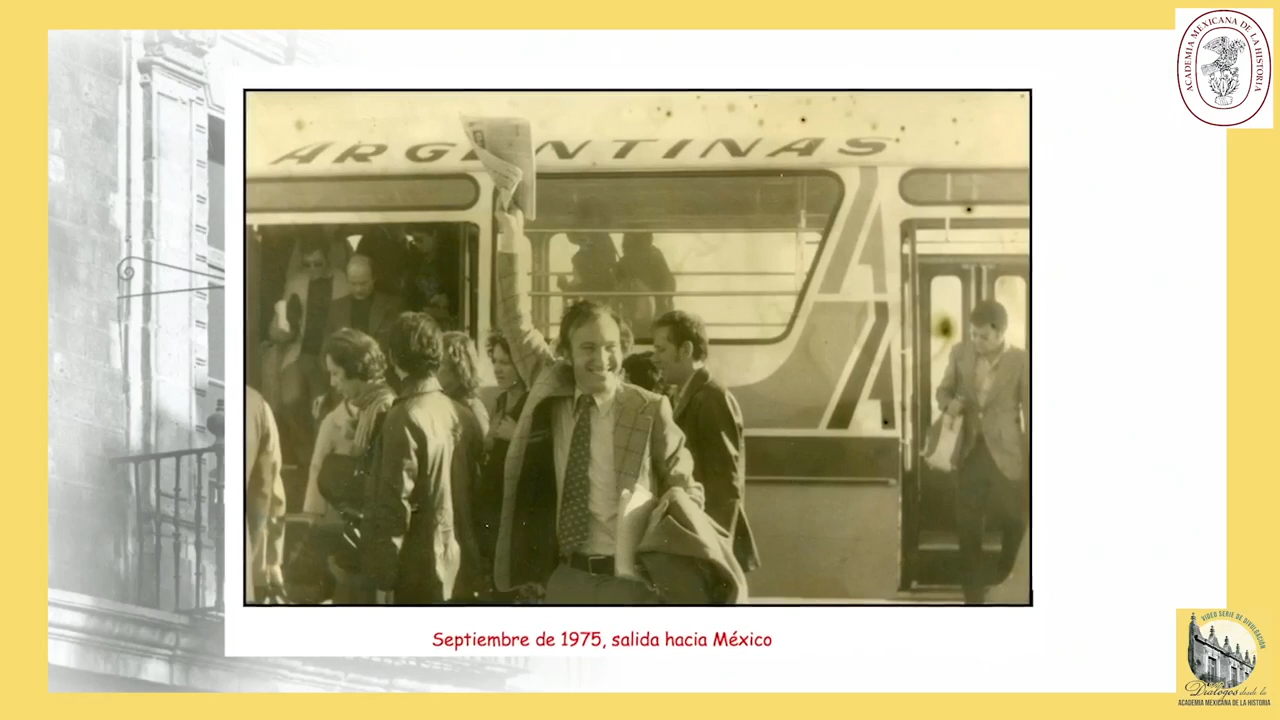 ACADEMIA MEXICANA DE LA HISTORIA
ARGENTINAS
Septiembre de 1975, salida hacia México
VIDEO SERIE DE DIVULGACIÓN
Diálogos desde la
ACADEMIA MEXICANA DE LA HISTORIA